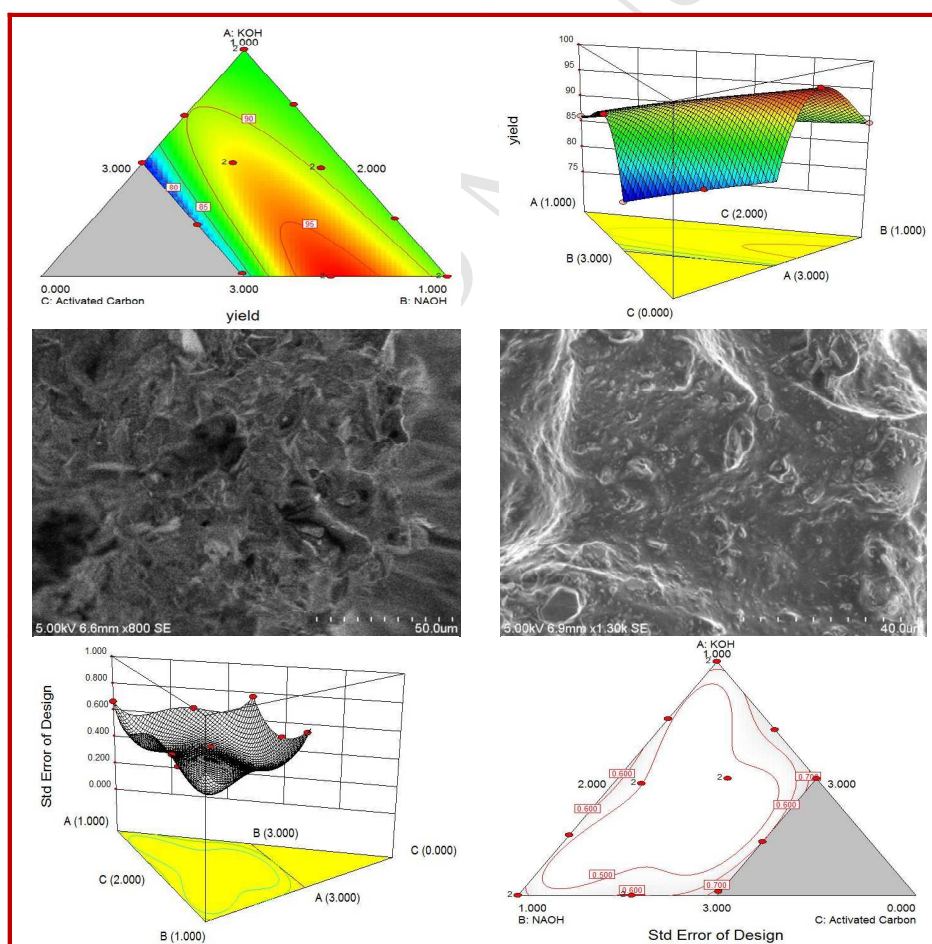 A: KOH
1.000
2
90
3.000
2
2
2.000
80
85
95
2
2
0.000
3.000
1.000
C: Activated Carbon
B: NAOH
yield
100
95
90
85
80
75
yield
A (1.000)
C (2.000)
B (1.000)
B (3.000)
A (3.000)
C (0.000)
5.00kV 6.6mm x800 SE
50.0um
5.00kV 6.9mm x1.30k SE
40.0um
1.000
0.800
0.600
0.400
0.200
0.000
Std Error of Design
A (1.000)
B (3.000)
C (0.000)
C (2.000)
A (3.000)
B (1.000)
A: KOH
1.000
2
0.600
0.700
2.000
2
2
3.000
0.600
0.600
0.500
0.600
0.700
2
1.000
3.000
0.000
B: NAOH
C: Activated Carbon
Std Error of Design